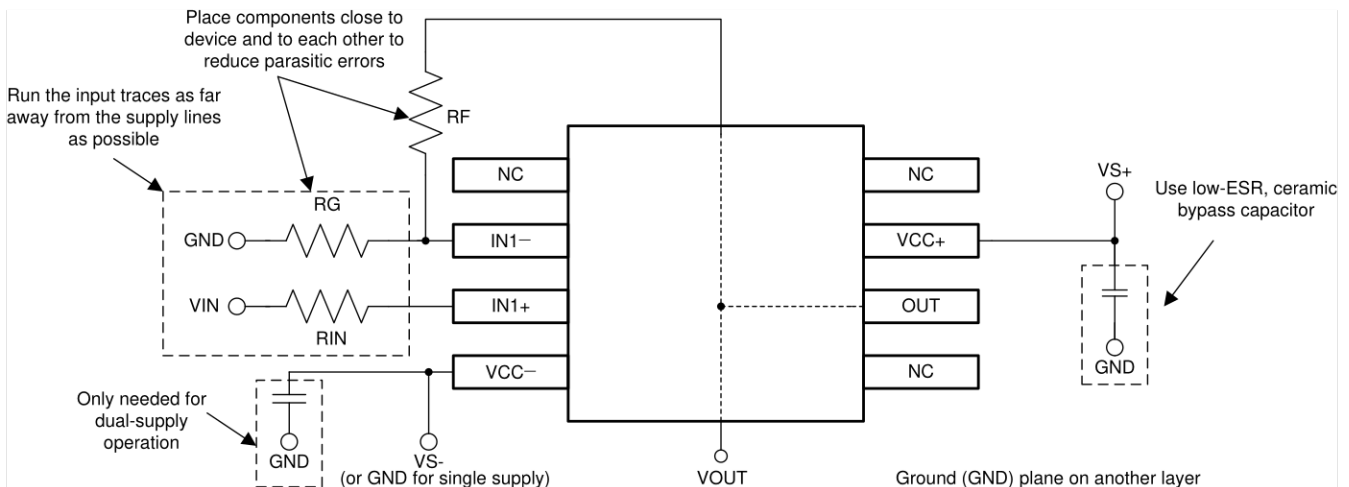 Place components close to
device and to each other to
reduce parasitic errors
Run the input traces as far
away from the supply lines
as possible
RF
NC
NC
VS+
Use low-ESR, ceramic
bypass capacitor
RG
GND
IN1−
VCC+
VIN
RIN
IN1+
OUT
GND
VCC−
NC
Only needed for
dual-supply
operation
GND
VS-
(or GND for single supply)
VOUT
Ground (GND) plane on another layer